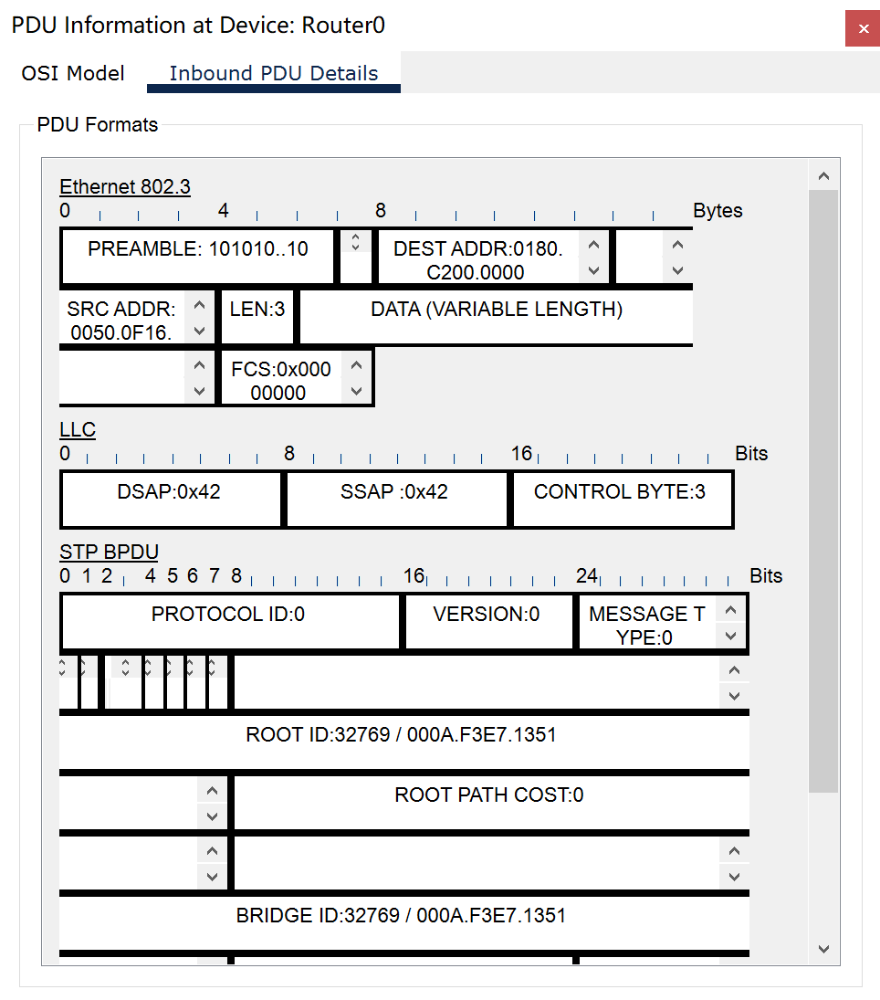 PDU Information at Device: Router0
OSI Model Inbound PDU Details
PDU Formats
Ethernet 802.3
0 4 8 Bytes
PREAMBLE: 101010..10 DEST ADDR:0180.
C200.0000
SRC ADDR: LEN:3 DATA (VARIABLE LENGTH)
0050.0F16.
FCS:0x000
00000
LLC
0 8 16 Bits
DSAP:0x42 SSAP :0x42 CONTROL BYTE:3
STP BPDU
0 1 2 4 5 6 7 8 16 24 Bits
PROTOCOL ID:0 VERSION:0 MESSAGE T
YPE:0
ROOT ID:32769 / 000A.F3E7.1351
ROOT PATH COST:0
BRIDGE ID:32769 / 000A.F3E7.1351